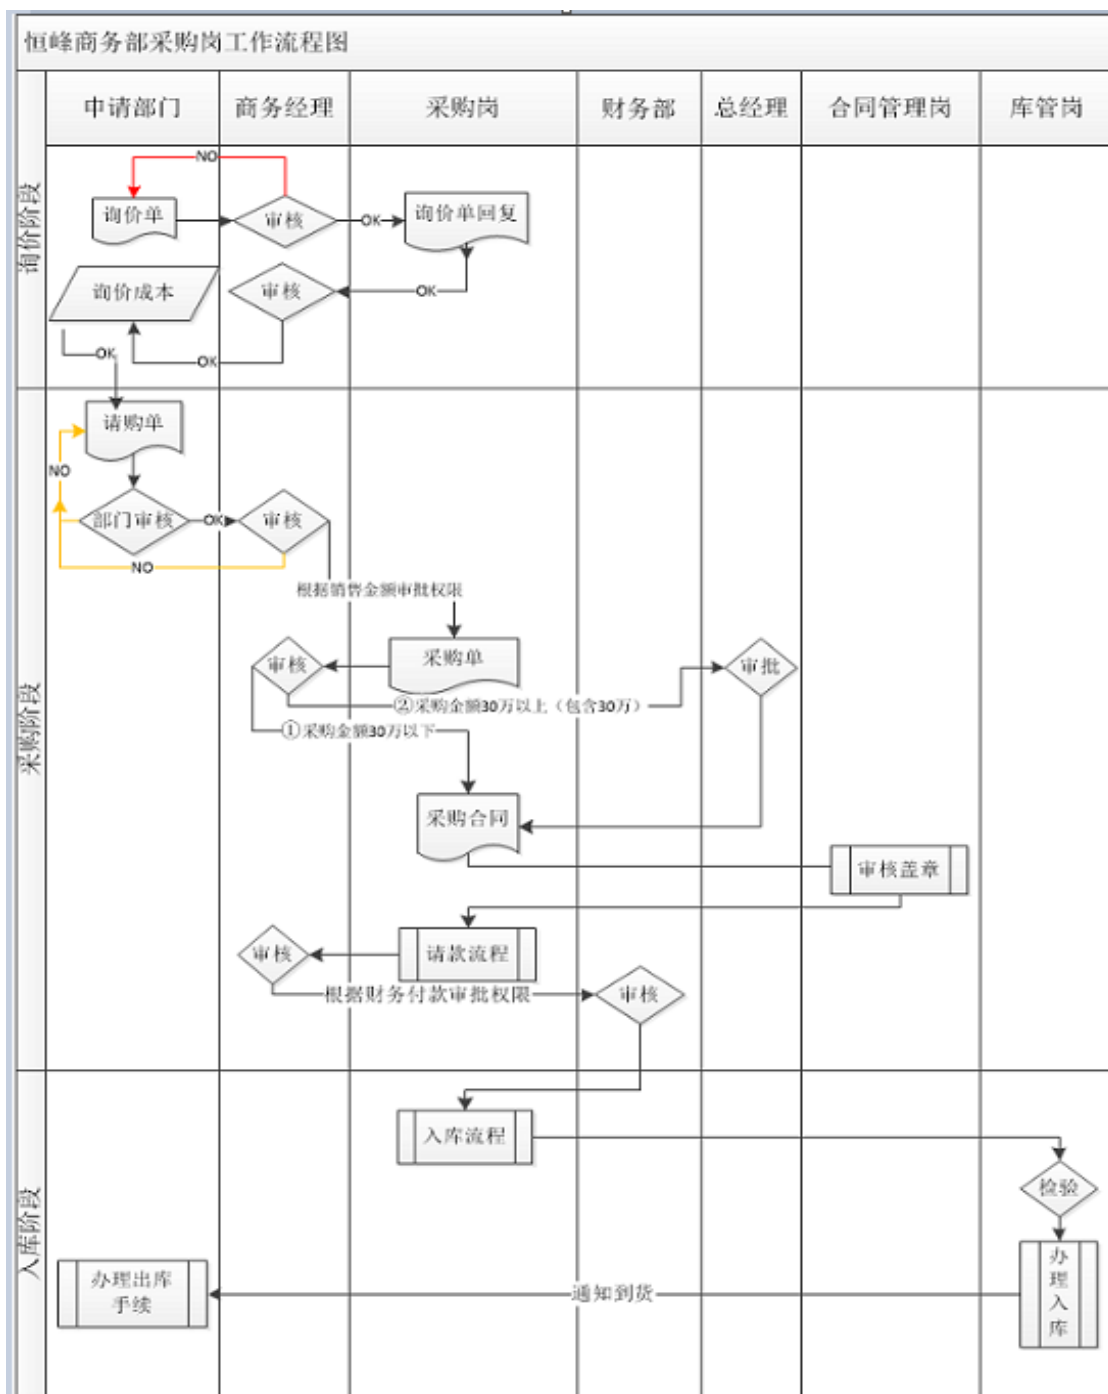 恒峰商务部采购岗工作流程图
申请部门 商务经理 采购岗 财务部 总经理 合同管理岗 库管岗
询价阶段
NO
询价单 审核 OK 询价单回复
询价成本 审核 OK
OK OK
采购阶段
请购单
NO
部门审核 OK 审核
NO
根据销售金额审批权限
审核 采购单 审批
②采购金额30万以上（包含30万）
①采购金额30万以下
采购合同
审核盖章
审核 请款流程
根据财务付款审批权限 审核
入库阶段
入库流程
检验
办理出库
手续
通知到货
办
理
入
库